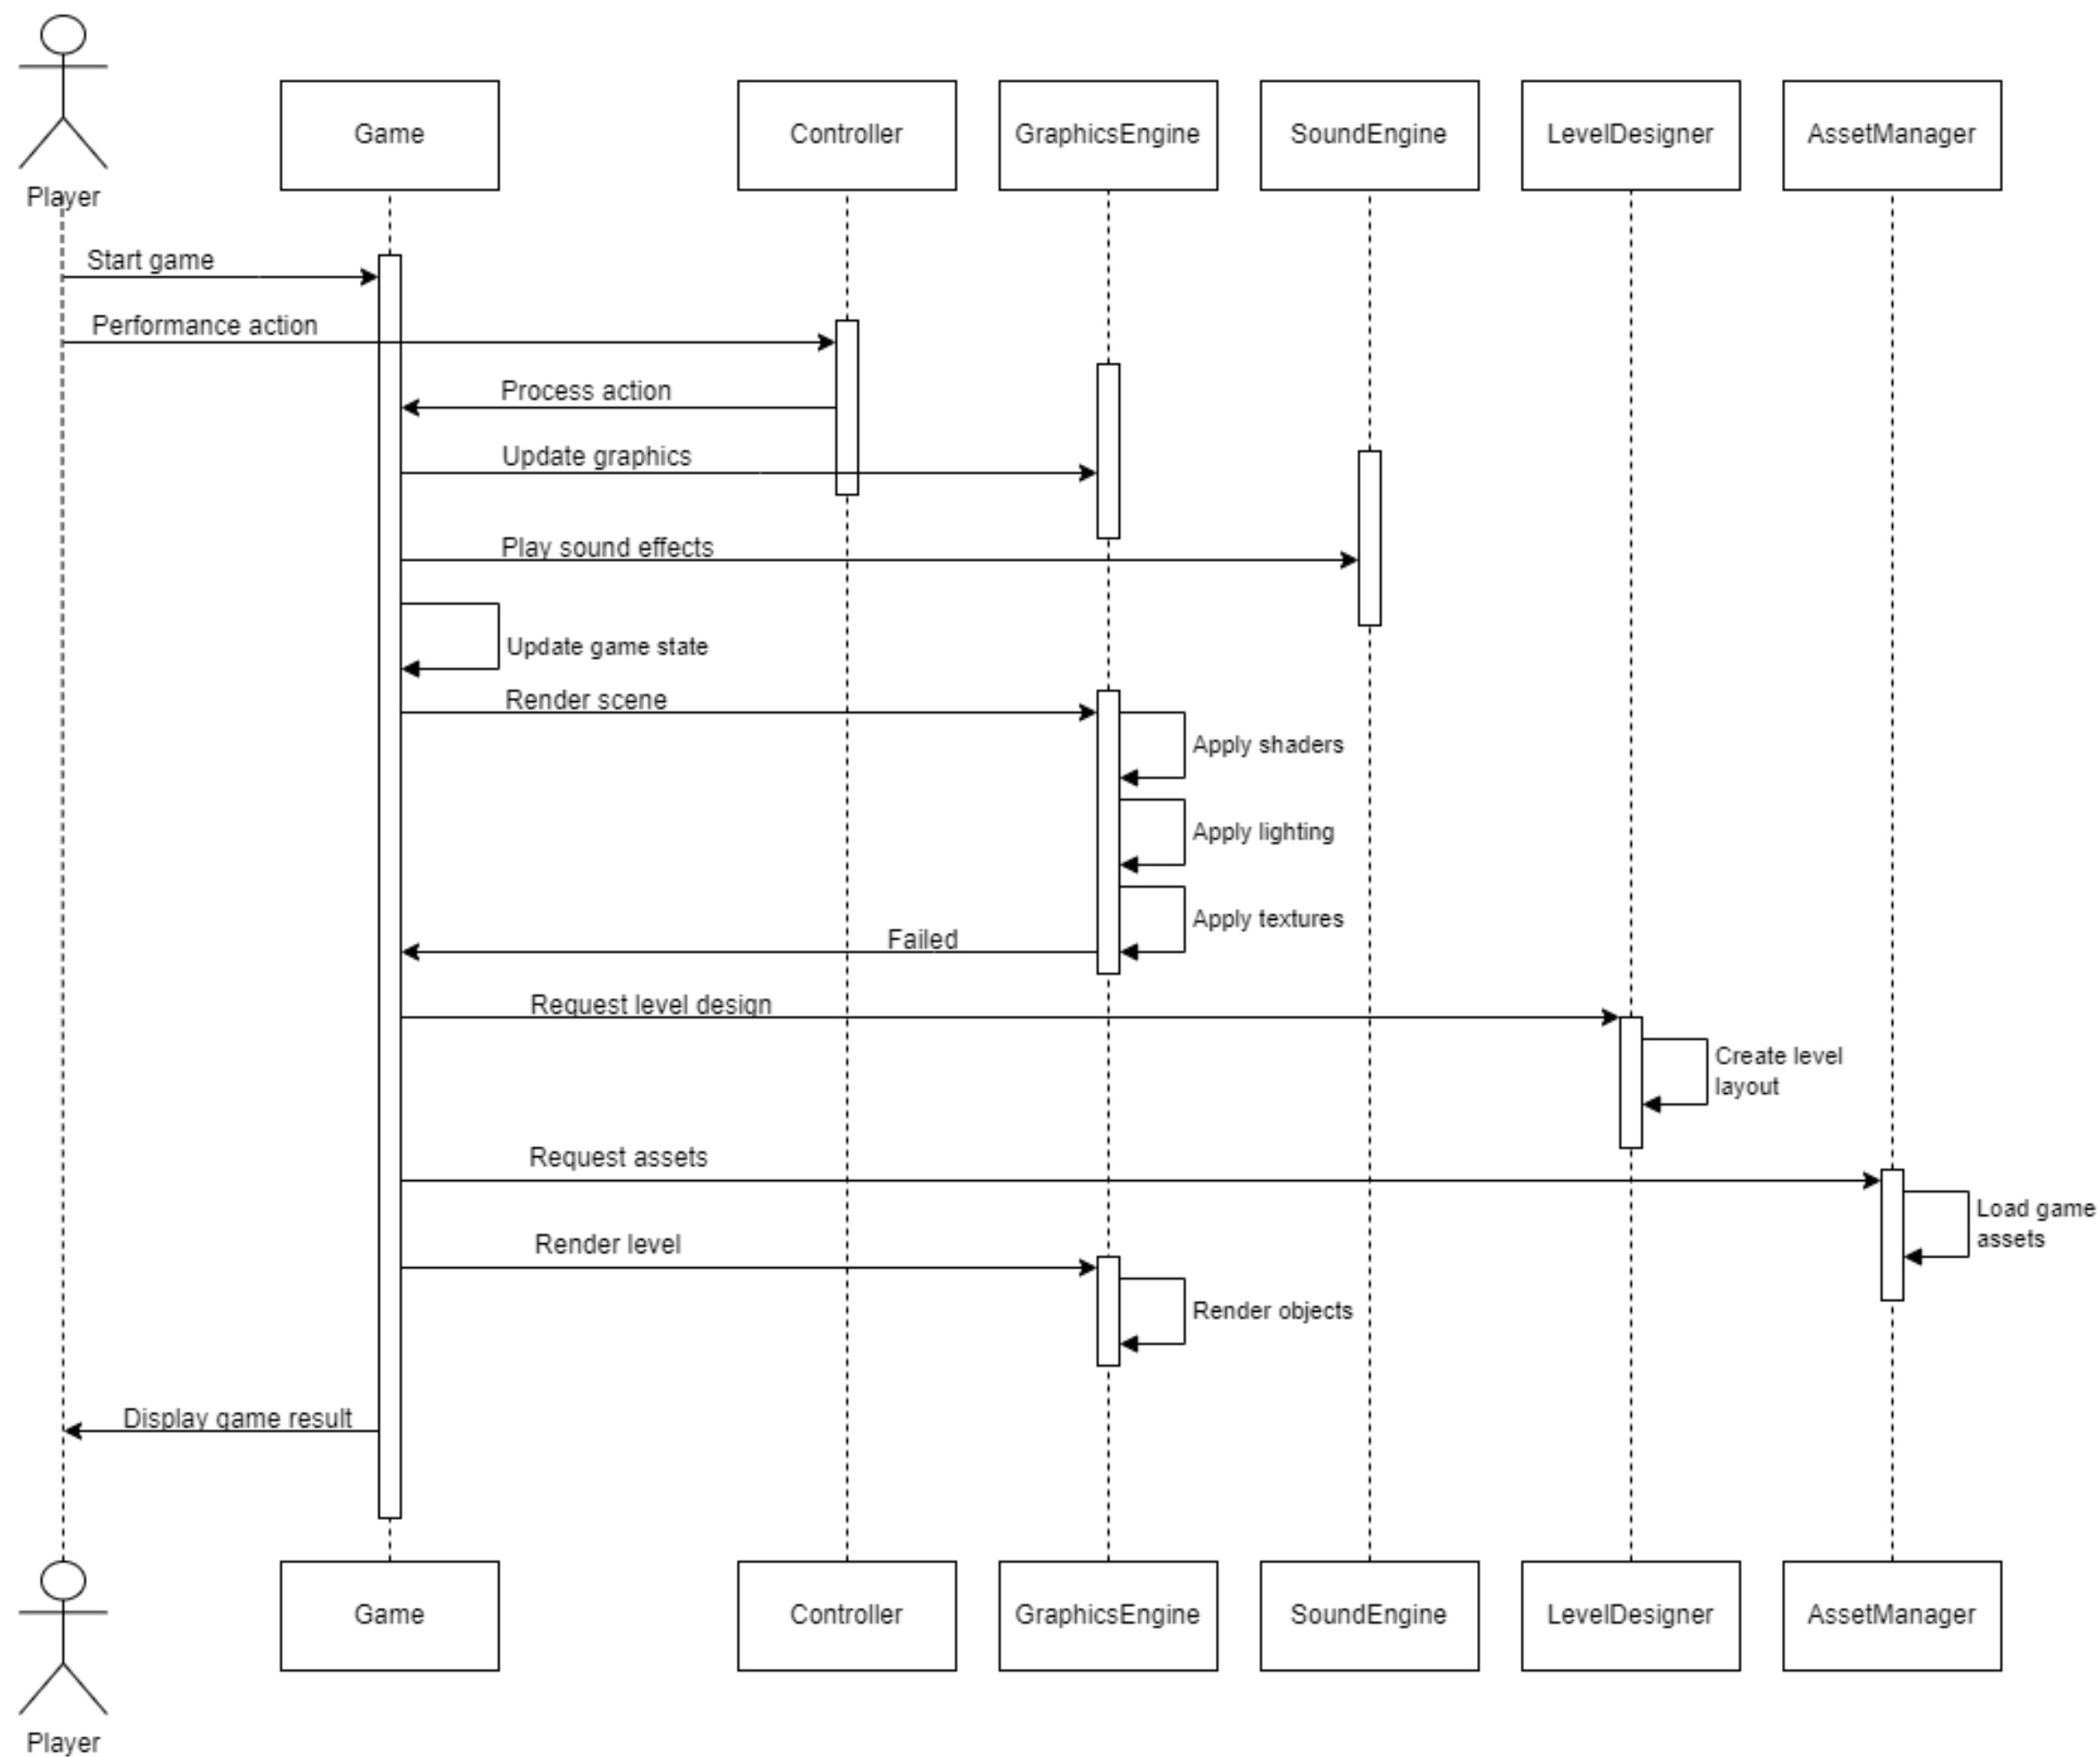 Player
Game
Controller
GraphicsEngine
SoundEngine
LevelDesigner
AssetManager
Start game
Performance action
Process action
Update graphics
Play sound effects
Update game state
Render scene
Apply shaders
Apply lighting
Apply textures
Failed
Request level design
Create level
layout
Request assets
Load game
assets
Render level
Render objects
Display game result
Game
Controller
GraphicsEngine
SoundEngine
LevelDesigner
AssetManager
Player